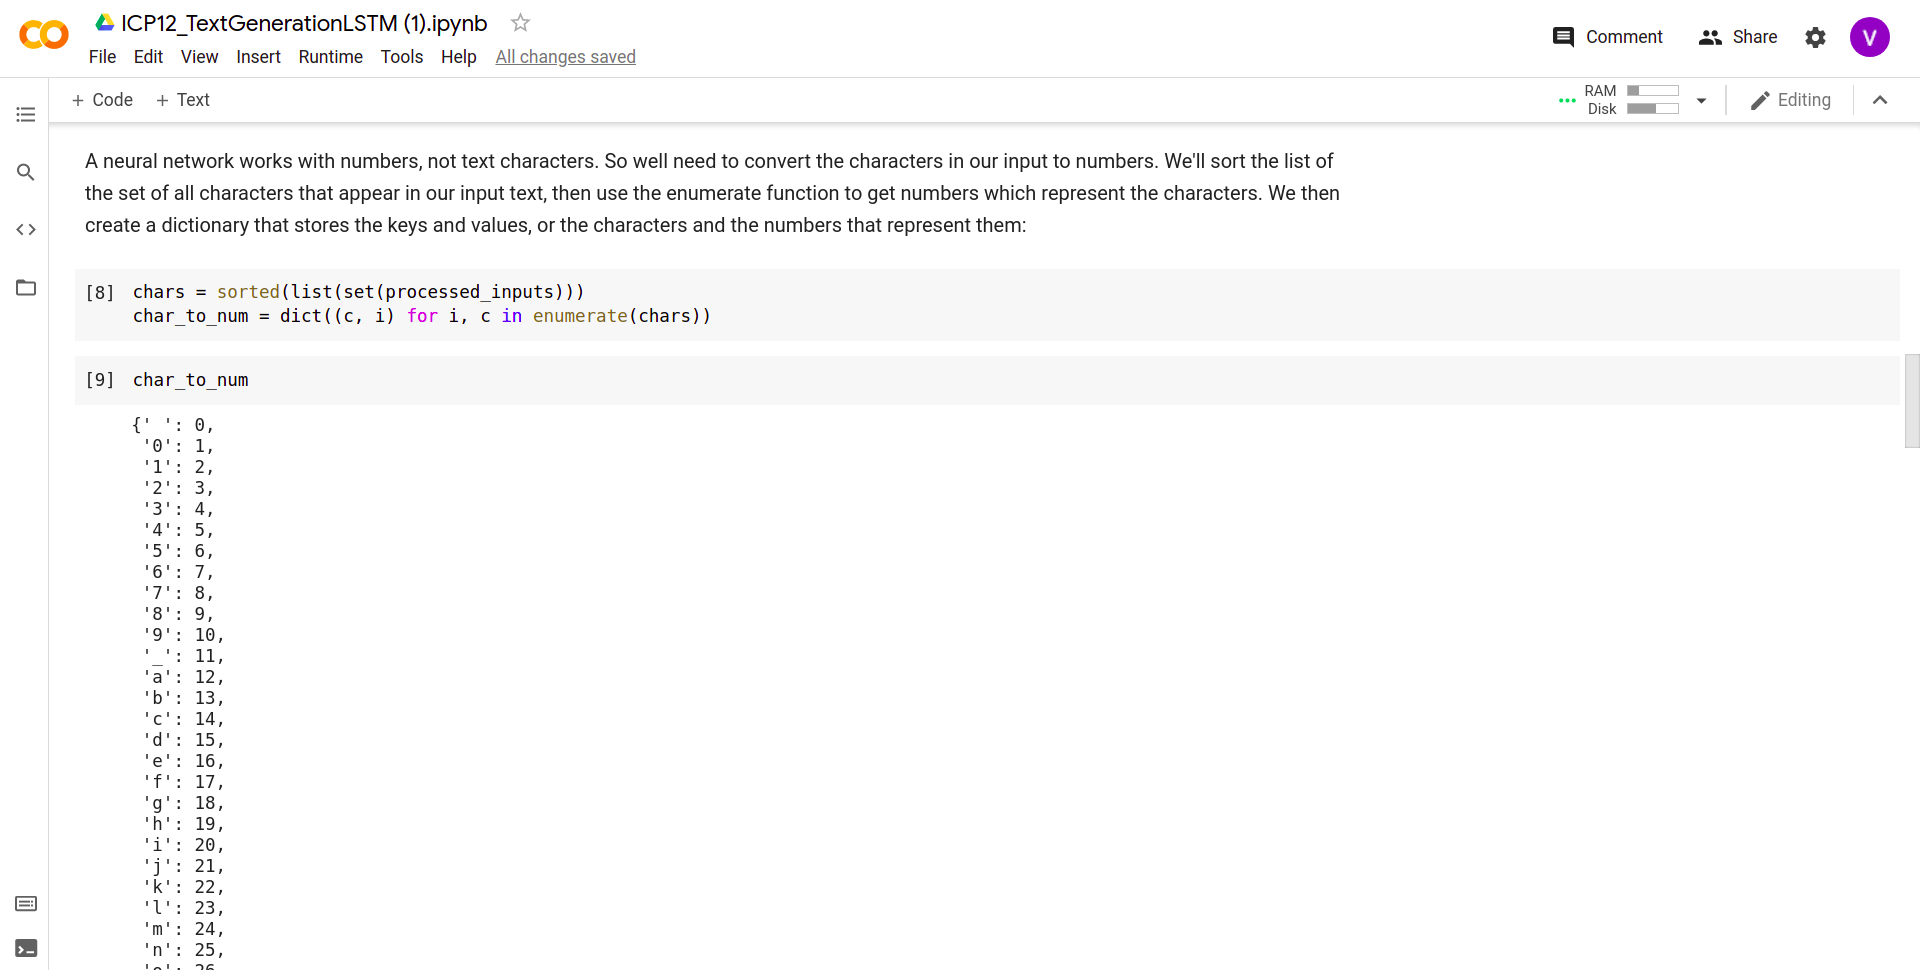 ICP12_TextGenerationLSTM (1).ipynb
File Edit View Insert Runtime Tools Help All changes saved
Comment Share V
+ Code + Text
RAM
Disk
Editing
A neural network works with numbers, not text characters. So well need to convert the characters in our input to numbers. We'll sort the list of
the set of all characters that appear in our input text, then use the enumerate function to get numbers which represent the characters. We then
create a dictionary that stores the keys and values, or the characters and the numbers that represent them:
[8] chars = sorted(list(set(processed_inputs)))
char_to_num = dict((c, i) for i, c in enumerate(chars))
[9] char_to_num
{' ': 0,
'0': 1,
'1': 2,
'2': 3,
'3': 4,
'4': 5,
'5': 6,
'6': 7,
'7': 8,
'8': 9,
'9': 10,
'_': 11,
'a': 12,
'b': 13,
'c': 14,
'd': 15,
'e': 16,
'f': 17,
'g': 18,
'h': 19,
'i': 20,
'j': 21,
'k': 22,
'l': 23,
'm': 24,
'n': 25,
'o': 26,